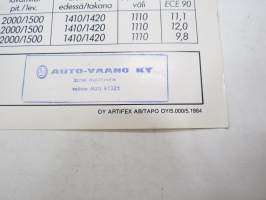 pit./lev. edessä/takana väli ECE 90
2000/1500 1410/1420 1110 11,1
2000/1500 1410/1420 1110 12,0
2000/1500 1410/1420 1110 9,8
AUTO-VAANO KY
OY ARTIFEX AB/TAPO OY/5.000/5.1984